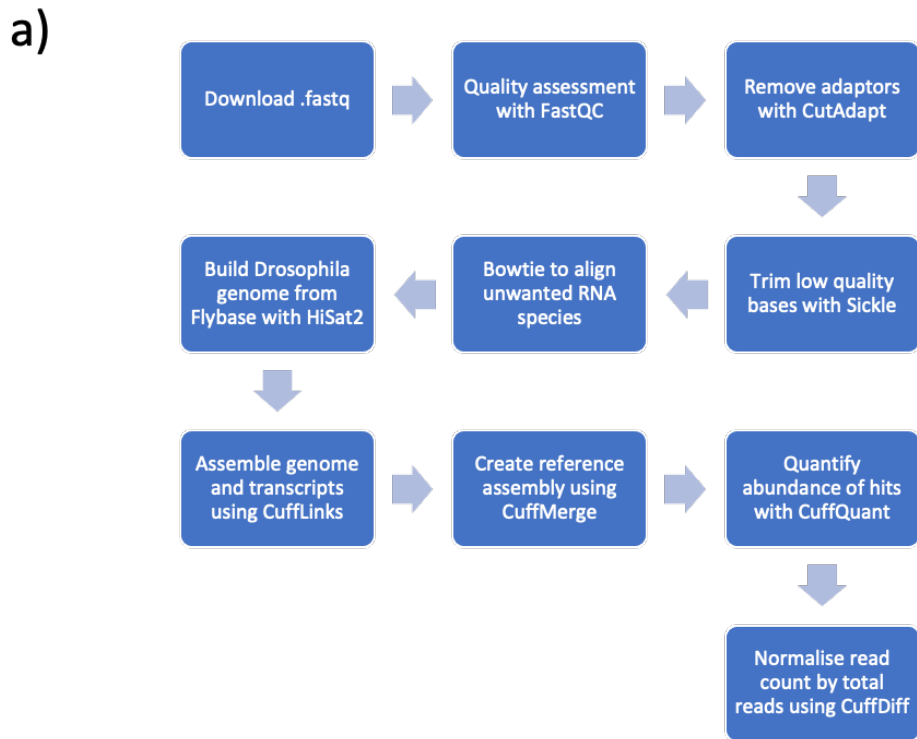 a)
Download .fastq
Quality assessment
with FastQC
Remove adaptors
with CutAdapt
Trim low quality
bases with Sickle
Bowtie to align
unwanted RNA
species
Build Drosophila
genome from
Flybase with HiSat2
Assemble genome
and transcripts
using CuffLinks
Create reference
assembly using
CuffMerge
Quantify
abundance of hits
with CuffQuant
Normalise read
count by total
reads using CuffDiff